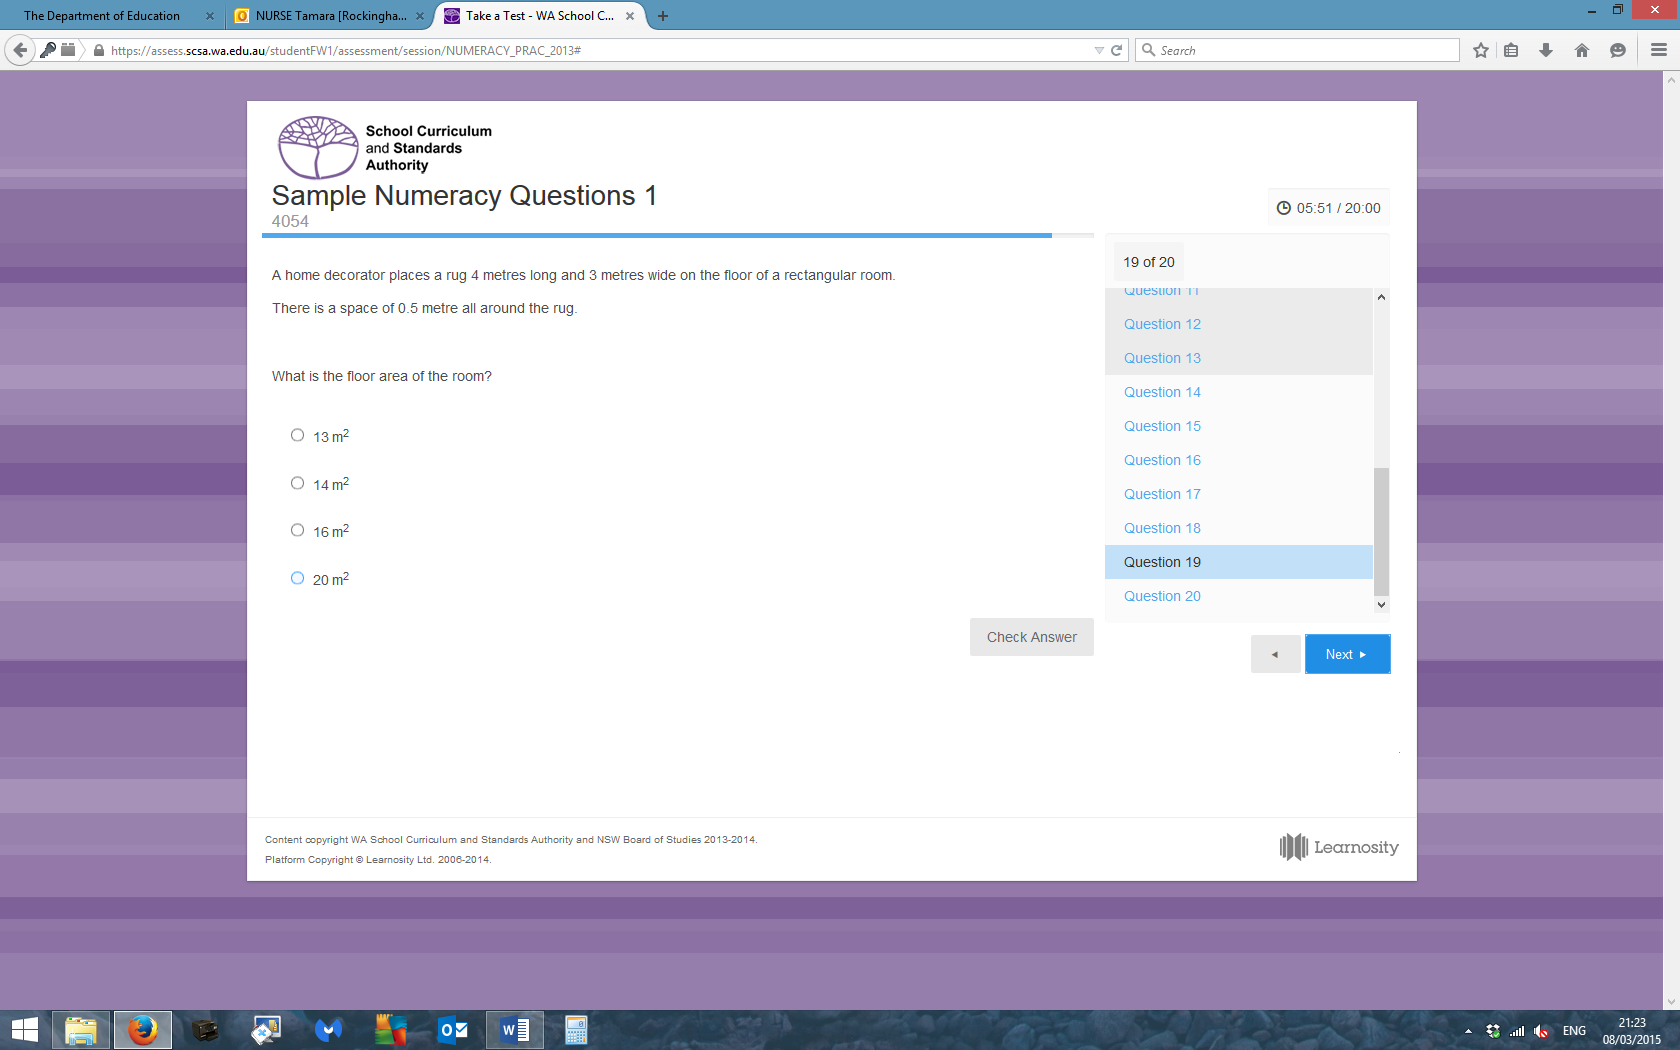 The Department of Education
NURSE Tamara [Rockingha...
Take a Test - WA School C...
https://assess.scsa.wa.edu.au/studentFW1/assessment/session/NUMERACY_PRAC_2013#
Search
School Curriculum
and Standards
Authority
Sample Numeracy Questions 1
4054
05:51 / 20:00
A home decorator places a rug 4 metres long and 3 metres wide on the floor of a rectangular room.
There is a space of 0.5 metre all around the rug.
What is the floor area of the room?
13 m²
14 m²
16 m²
20 m²
Check Answer
19 of 20
Question 11
Question 12
Question 13
Question 14
Question 15
Question 16
Question 17
Question 18
Question 19
Question 20
Next
Content copyright WA School Curriculum and Standards Authority and NSW Board of Studies 2013-2014.
Platform Copyright © Learnosity Ltd. 2006-2014.
Learnosity
ENG
21:23
08/03/2015